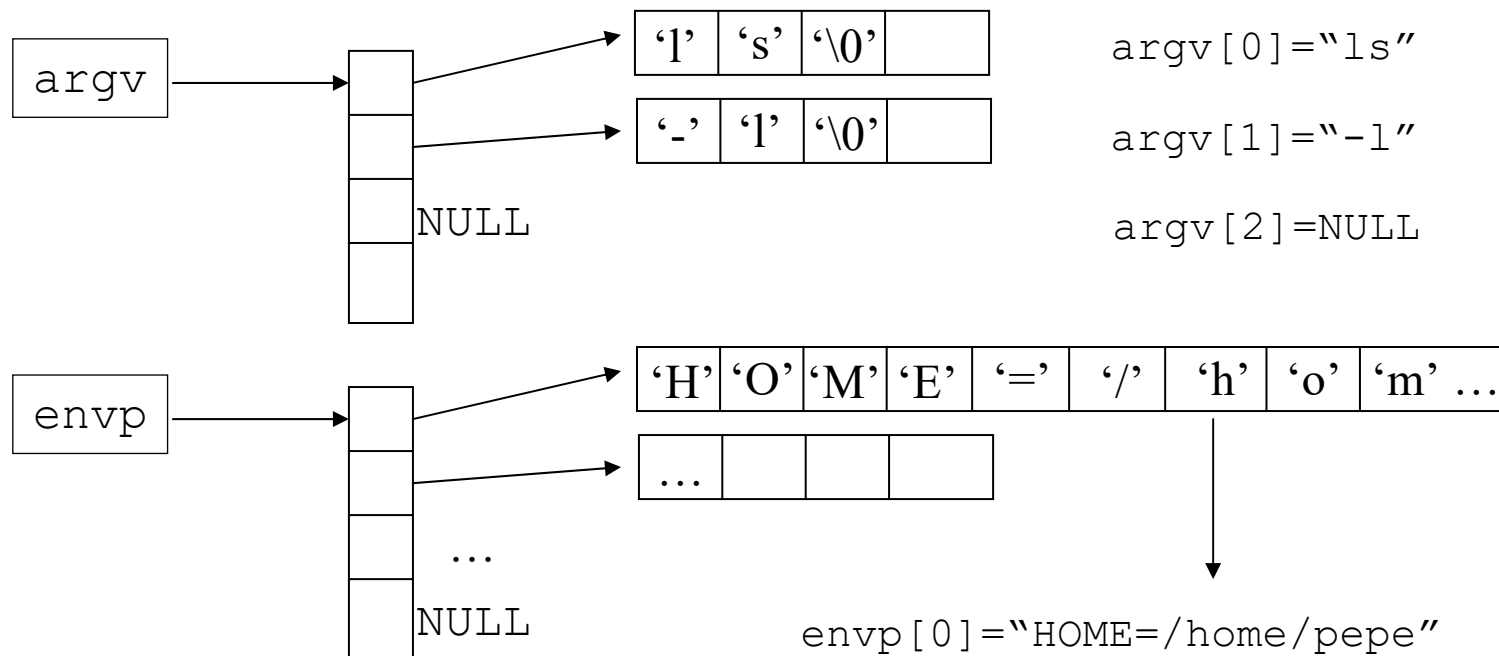 ‘l’ ‘s’ ‘\0’ argv[0]=“ls”
argv
‘-’ ‘l’ ‘\0’ argv[1]=“-l”
NULL argv[2]=NULL
‘H’ ‘O’ ‘M’ ‘E’ ‘=’ ‘/’ ‘h’ ‘o’ ‘m’ …
envp
…
…
NULL envp[0]=“HOME=/home/pepe”